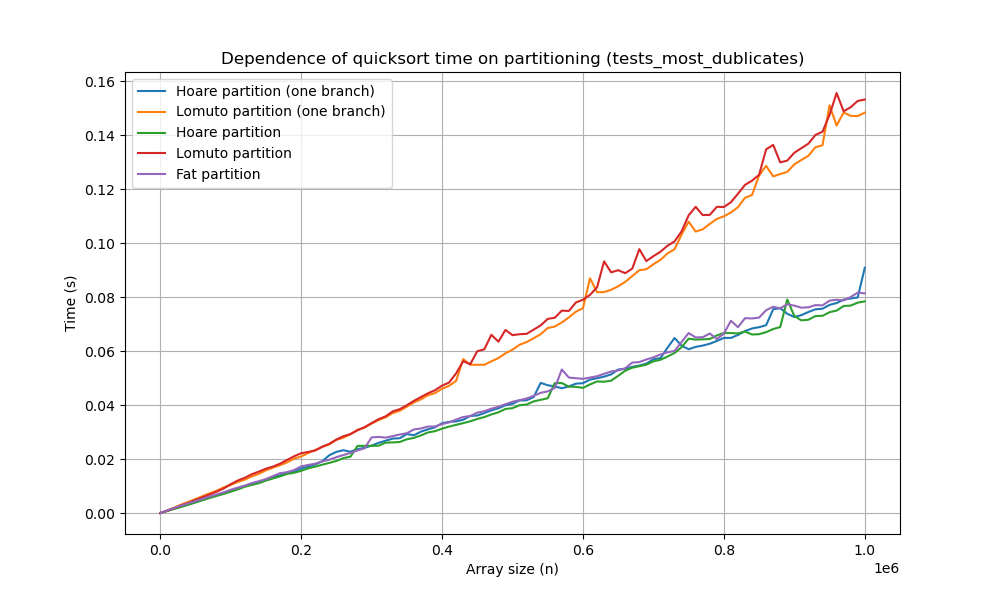 Dependence of quicksort time on partitioning (tests_most_dublicates)
Hoare partition (one branch)
Lomuto partition (one branch)
Hoare partition
Lomuto partition
Fat partition
Time (s)
0.16
0.14
0.12
0.10
0.08
0.06
0.04
0.02
0.00
0.0 0.2 0.4 0.6 0.8 1.0
1e6
Array size (n)